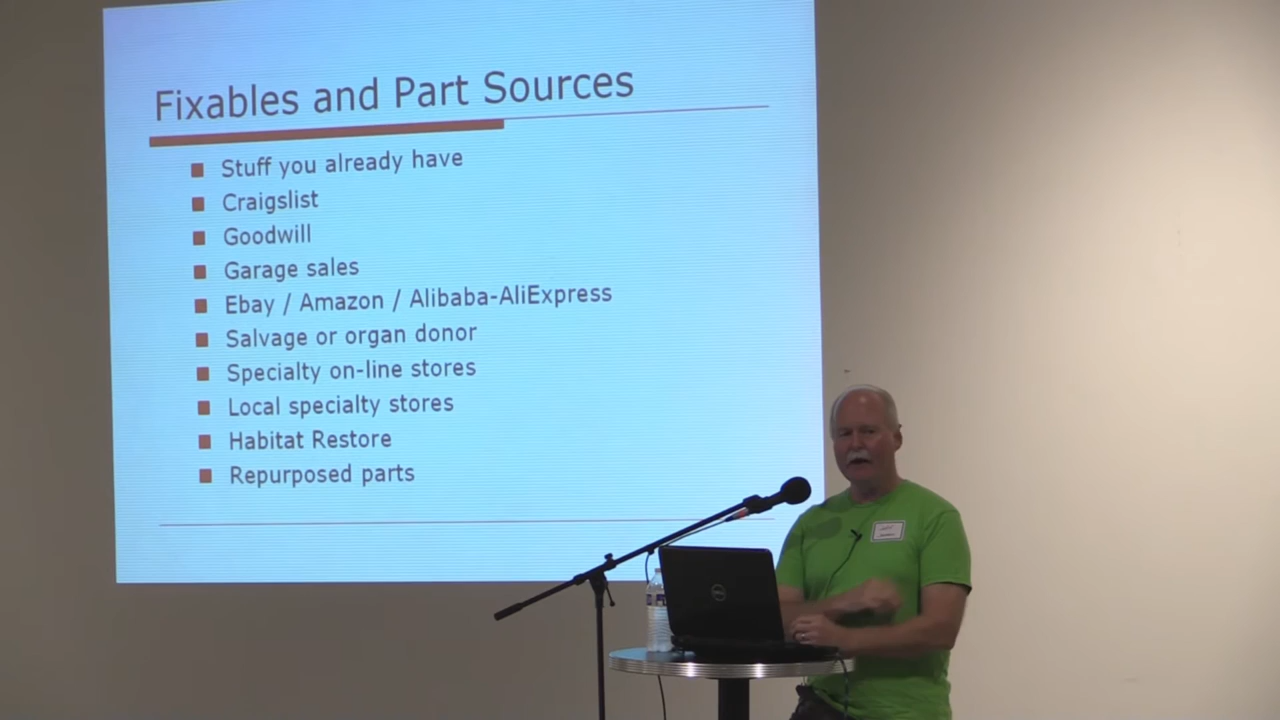 Fixables and Part Sources
Stuff you already have
Craigslist
Goodwill
Garage sales
Ebay / Amazon / Alibaba-AliExpress
Salvage or organ donor
Specialty on-line stores
Local specialty stores
Habitat Restore
Repurposed parts
DELL